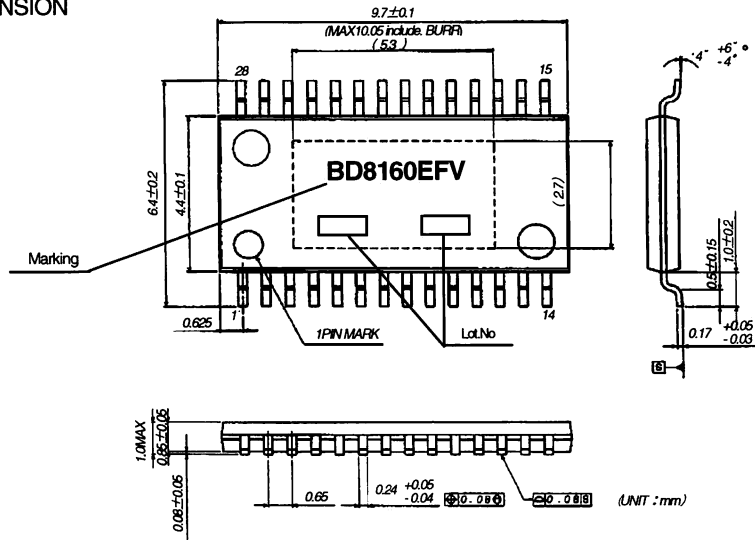 NSION
9.7±0.1
(MAX10.05 include. BURR)
(5.3)
28
15
6.4±0.2
4.4±0.1
BD8160EFV
(2.7)
Marking
1
14
0.625
1PIN MARK
Lot.No
4° +6° -4°
0.5±0.15
1.0±0.2
0.17 +0.05 -0.03
S
1.0MAX
0.85±0.05
0.08±0.05
0.65
0.24 +0.05 -0.04
0.08
0.08S
(UNIT : mm)